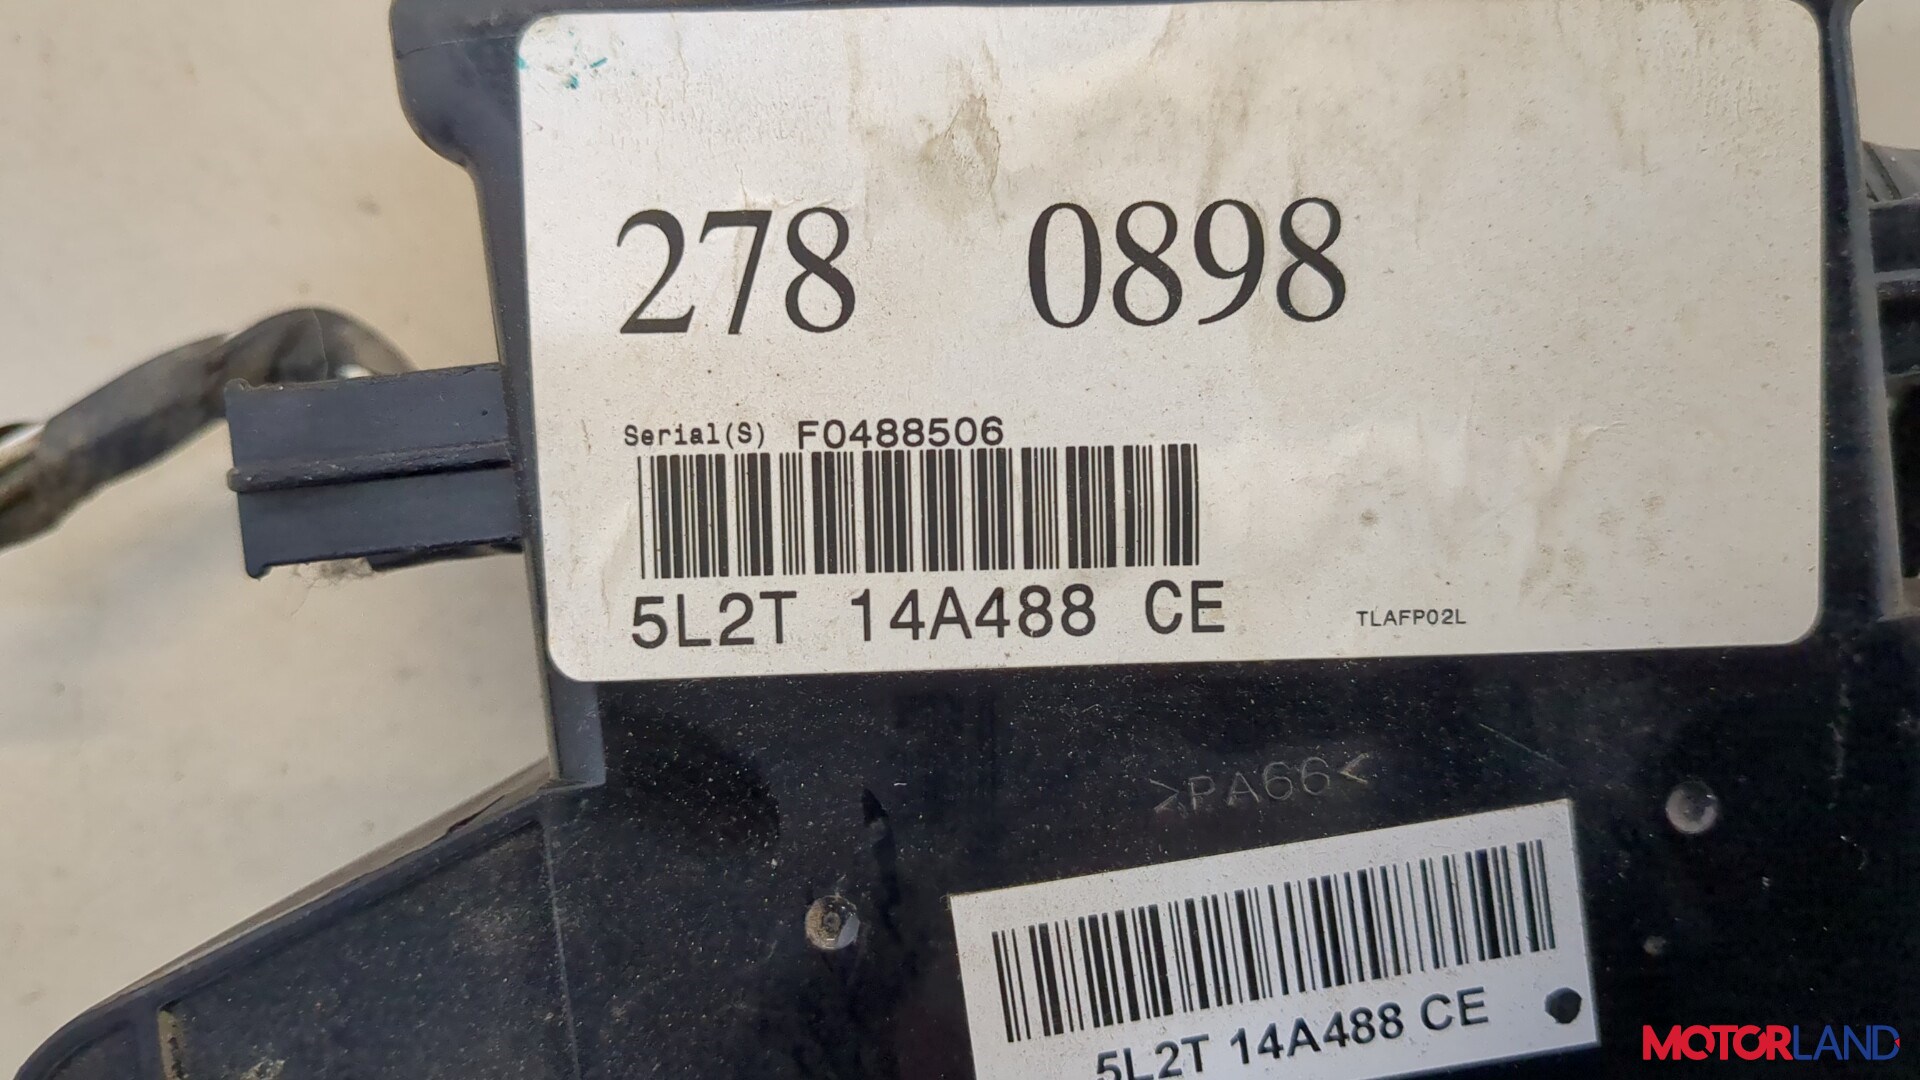 278 0898
Serial(S) F0488506
5L2T 14A488 CE
TLAFP02L
>PA66<
5L2T 14A488 CE
MOTORLAND